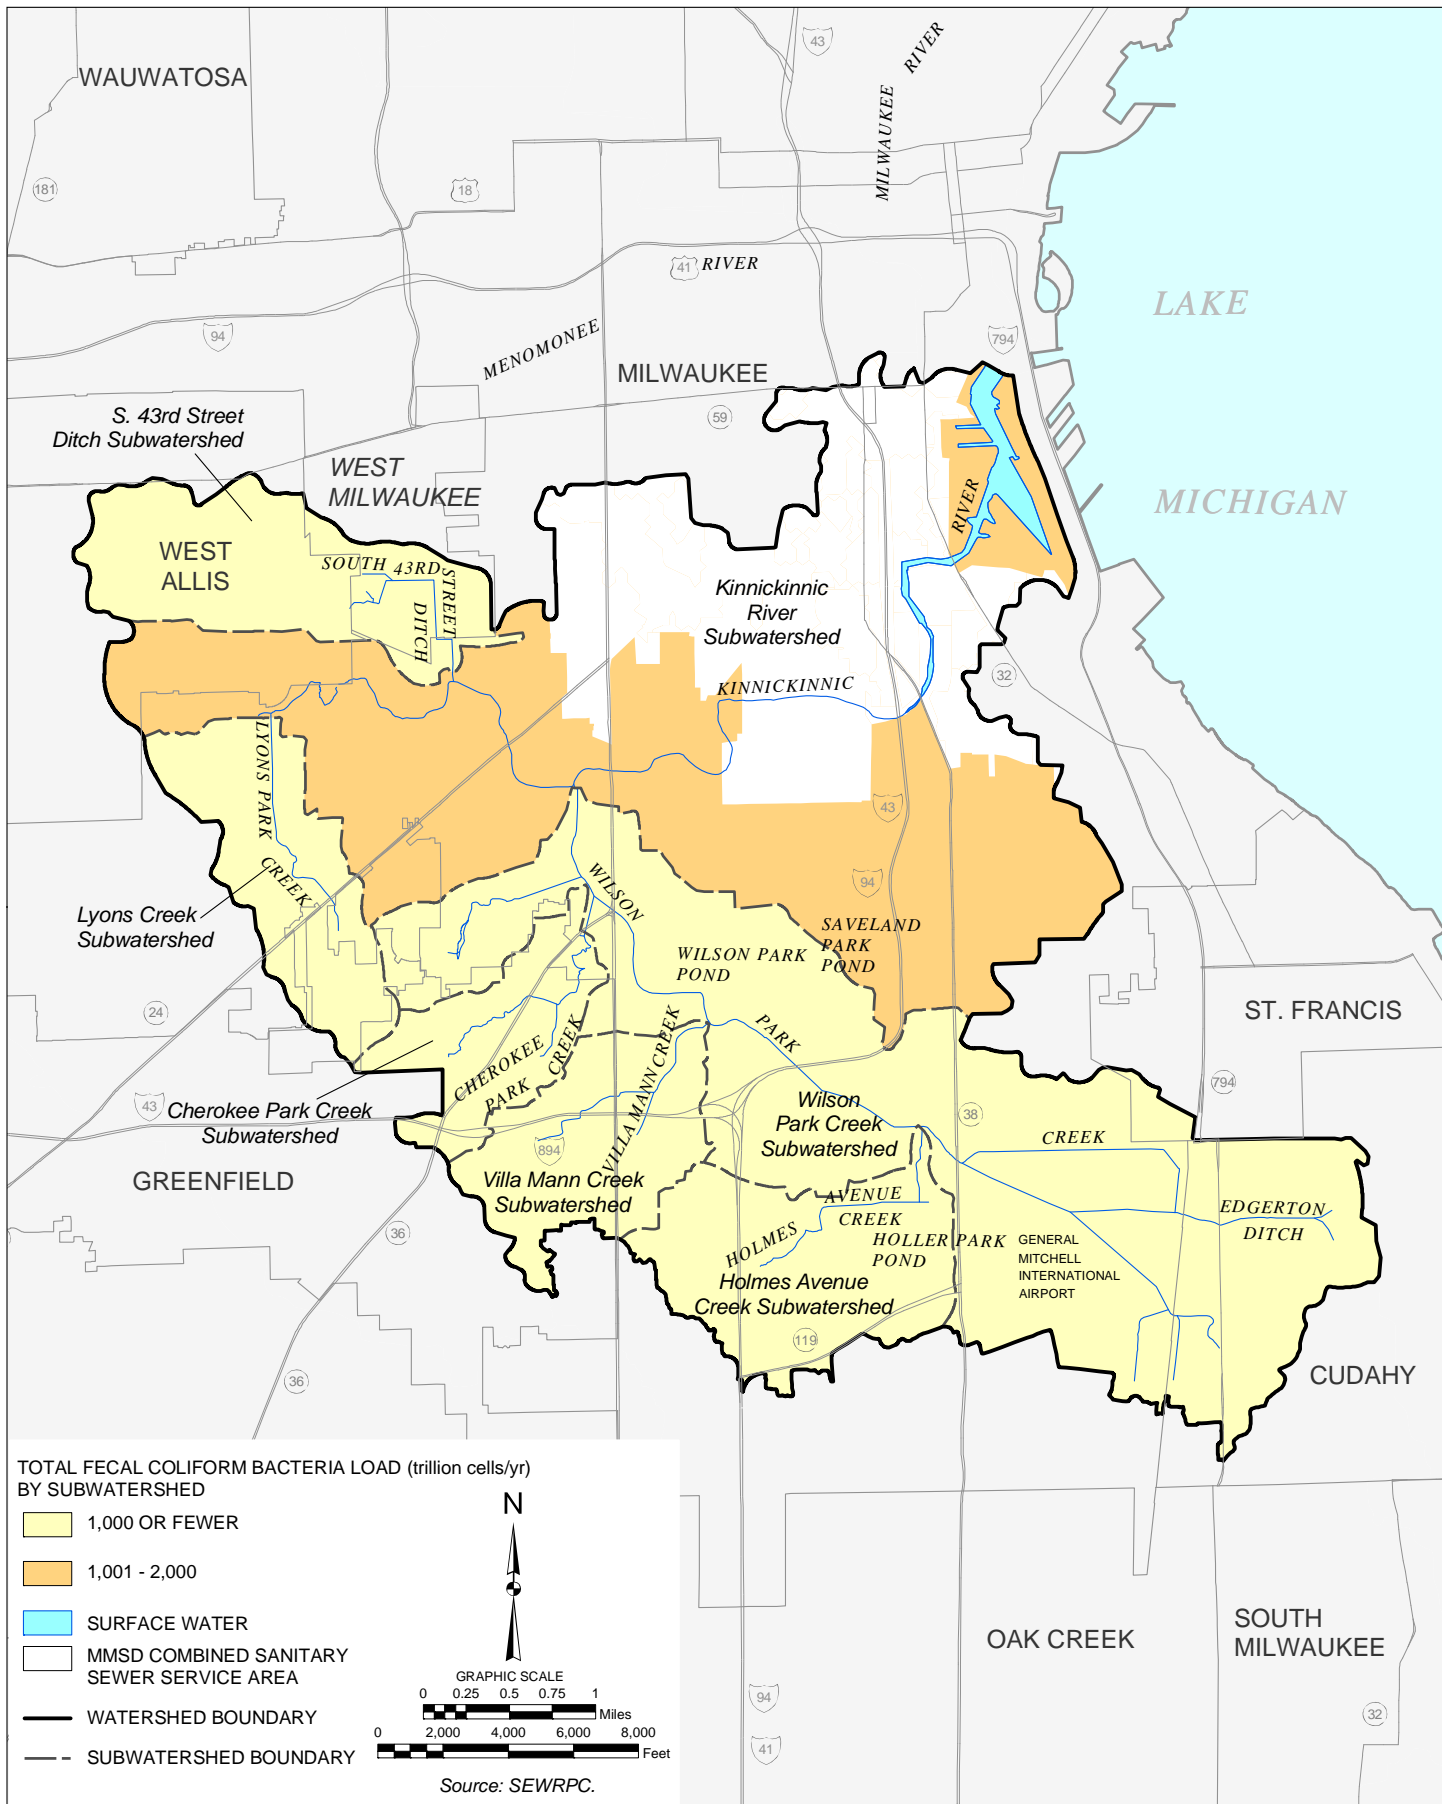 WAUWATOSA
43
RIVER
MILWAUKEE
181
18
41
RIVER
LAKE
94
MENOMONEE
794
MILWAUKEE
59
S. 43rd Street
Ditch Subwatershed
WEST
MILWAUKEE
MICHIGAN
RIVER
WEST
ALLIS
SOUTH 43RD
STREET
DITCH
Kinnickinnic
River
Subwatershed
32
KINNICKINNIC
LYONS PARK
CREEK
43
94
WILSON
Lyons Creek
Subwatershed
SAVELAND
PARK
POND
WILSON PARK
POND
24
ST. FRANCIS
PARK
CHEROKEE
PARK
CREEK
VILLA MANN CREEK
43
794
Cherokee Park Creek
Subwatershed
Wilson
Park Creek
Subwatershed
38
CREEK
894
GREENFIELD
Villa Mann Creek
Subwatershed
AVENUE
CREEK
HOLMES
HOLLER PARK
POND
EDGERTON
DITCH
36
GENERAL
MITCHELL
INTERNATIONAL
AIRPORT
Holmes Avenue
Creek Subwatershed
119
36
CUDAHY
TOTAL FECAL COLIFORM BACTERIA LOAD (trillion cells/yr)
BY SUBWATERSHED
1,000 OR FEWER
1,001 - 2,000
SURFACE WATER
MMSD COMBINED SANITARY
SEWER SERVICE AREA
WATERSHED BOUNDARY
SUBWATERSHED BOUNDARY
N
GRAPHIC SCALE
0 0.25 0.5 0.75 1
Miles
0 2,000 4,000 6,000 8,000
Feet
Source: SEWRPC.
OAK CREEK
SOUTH
MILWAUKEE
94
41
32